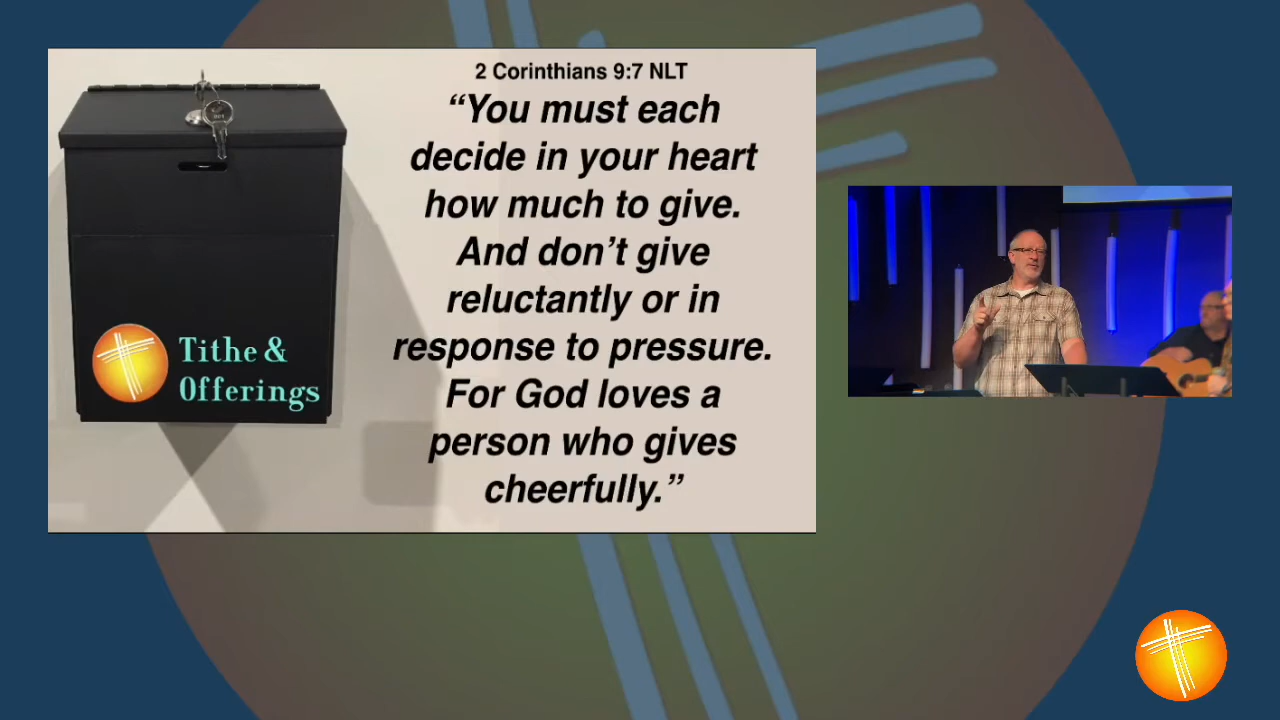 2 Corinthians 9:7 NLT
“You must each
decide in your heart
how much to give.
And don’t give
reluctantly or in
response to pressure.
For God loves a
person who gives
cheerfully.”
Tithe &
Offerings